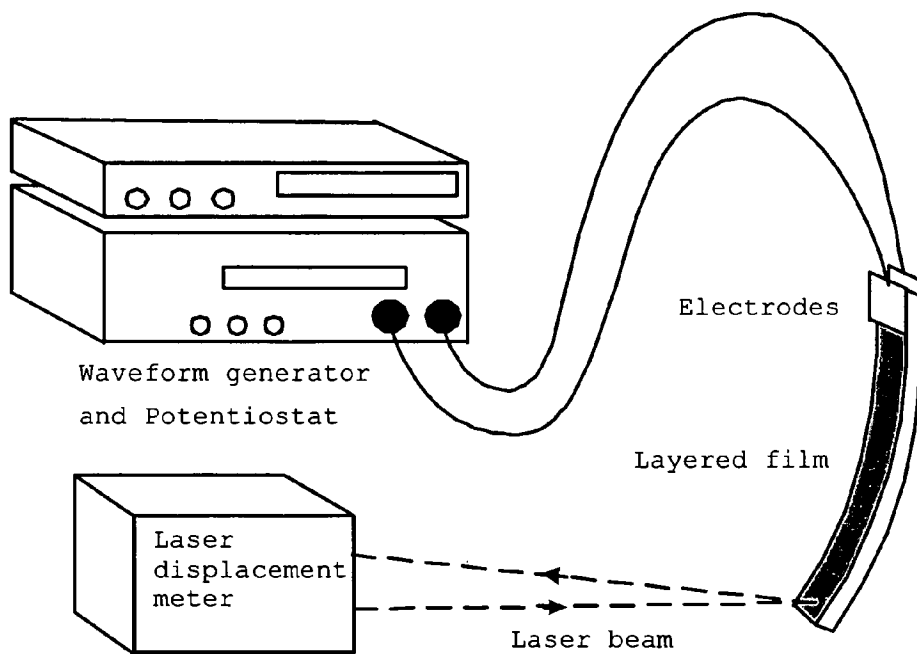 Electrodes
Waveform generator
and Potentiostat
Layered film
Laser
displacement
meter
Laser beam